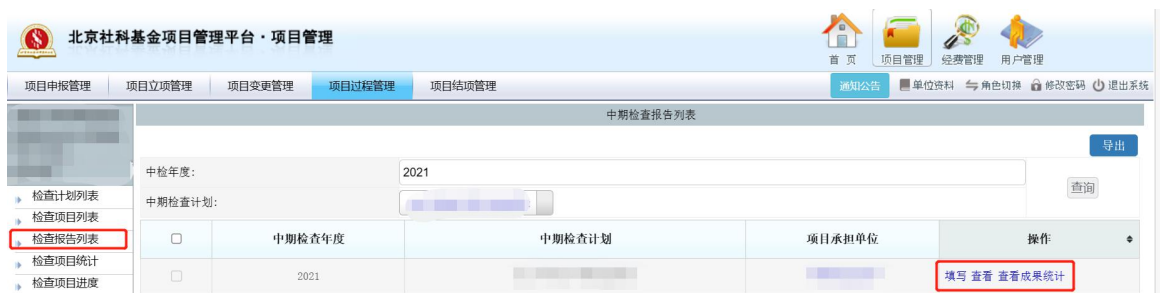 北京社科基金项目管理平台·项目管理
首 页 项目管理 经费管理 用户管理
项目申报管理 项目立项管理 项目变更管理 项目过程管理 项目结项管理 通知公告 单位资料 角色切换 修改密码 退出系统
中期检查报告列表
导出
中检年度: 2021
查询
中期检查计划:
检查计划列表
检查项目列表
检查报告列表
检查项目统计
检查项目进度
中期检查年度 中期检查计划 项目承担单位 操作
2021 填写 查看 查看成果统计